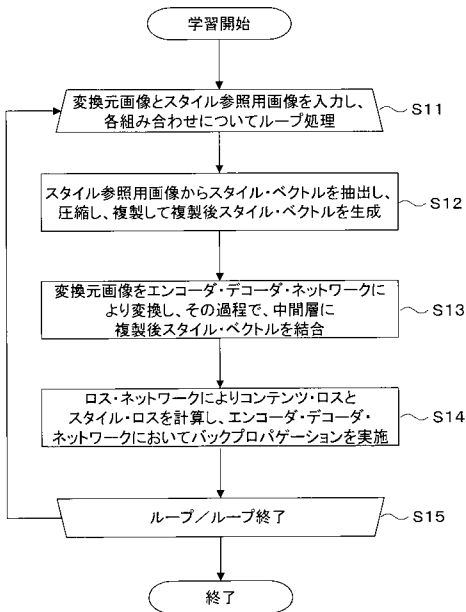 学習開始
変換元画像とスタイル参照用画像を入力し、
各組み合わせについてループ処理
S11
スタイル参照用画像からスタイル・ベクトルを抽出し、
圧縮し、複製して複製後スタイル・ベクトルを生成
S12
変換元画像をエンコーダ・デコーダ・ネットワークに
より変換し、その過程で、中間層に
複製後スタイル・ベクトルを結合
S13
ロス・ネットワークによりコンテンツ・ロスと
スタイル・ロスを計算し、エンコーダ・デコーダ・
ネットワークにおいてバックプロパゲーションを実施
S14
ループ／ループ終了
S15
終了